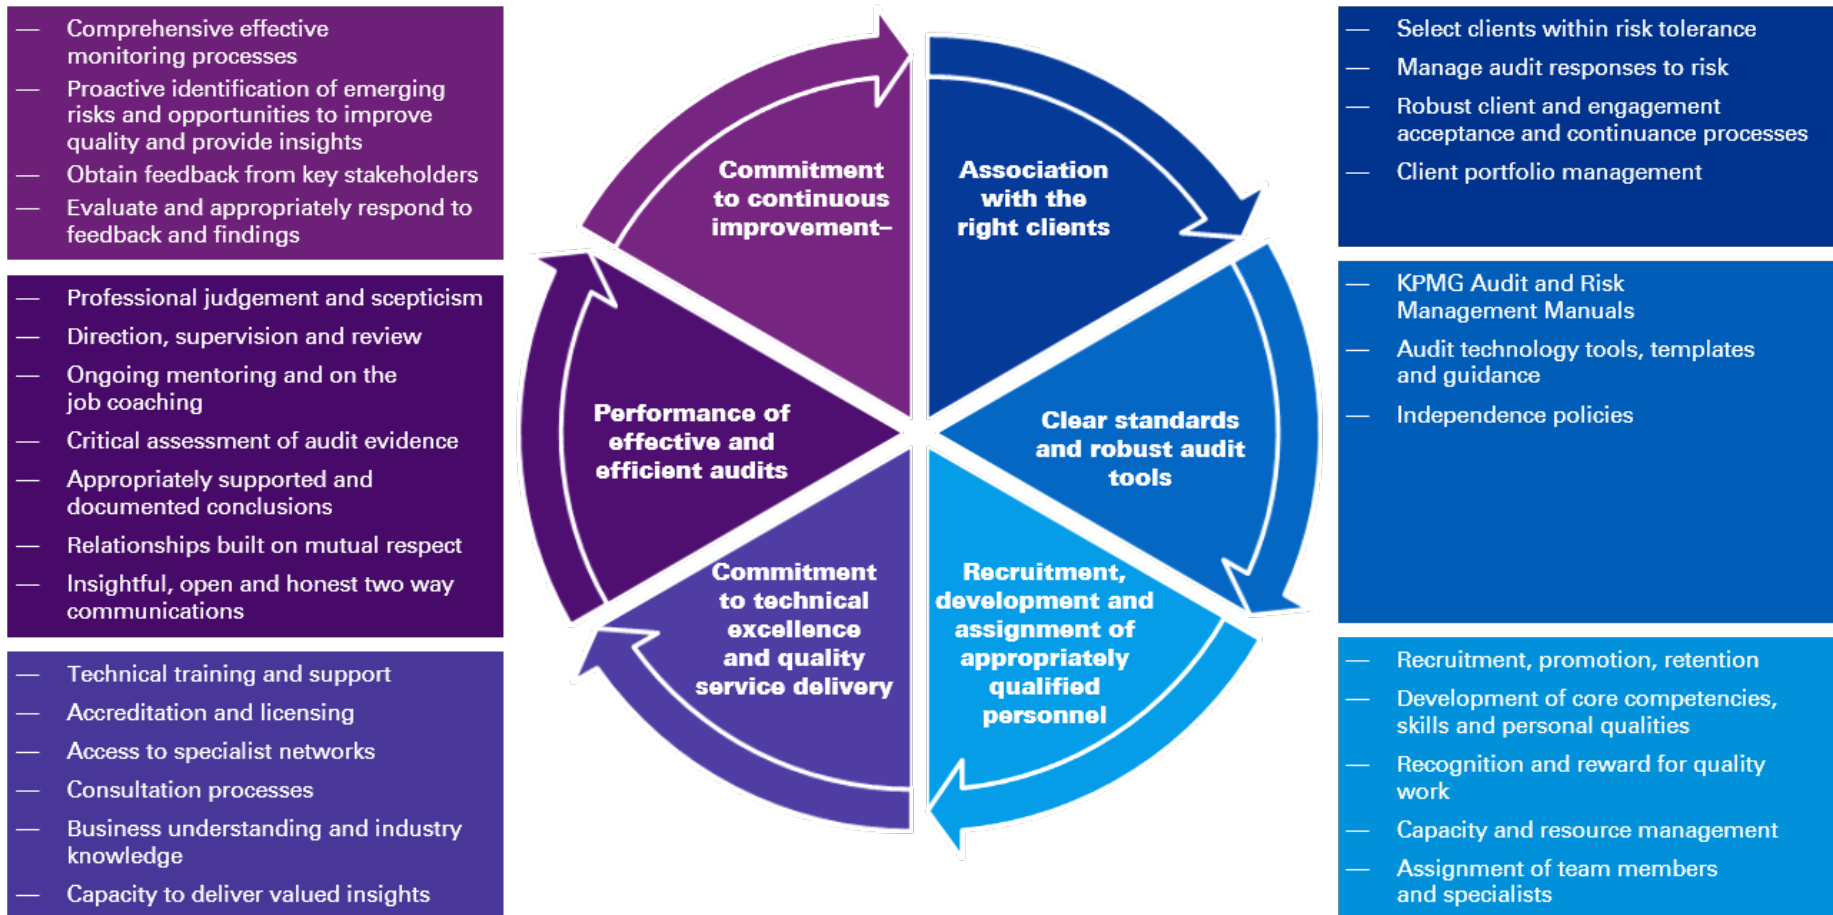 — Comprehensive effective
monitoring processes
— Proactive identification of emerging
risks and opportunities to improve
quality and provide insights
— Obtain feedback from key stakeholders
— Evaluate and appropriately respond to
feedback and findings
— Professional judgement and scepticism
— Direction, supervision and review
— Ongoing mentoring and on the
job coaching
— Critical assessment of audit evidence
— Appropriately supported and
documented conclusions
— Relationships built on mutual respect
— Insightful, open and honest two way
communications
— Technical training and support
— Accreditation and licensing
— Access to specialist networks
— Consultation processes
— Business understanding and industry
knowledge
— Capacity to deliver valued insights
Commitment
to continuous
improvement–
Association
with the
right clients
Performance of
effective and
efficient audits
Clear standards
and robust audit
tools
Commitment
to technical
excellence
and quality
service delivery
Recruitment,
development and
assignment of
appropriately
qualified
personnel
— Select clients within risk tolerance
— Manage audit responses to risk
— Robust client and engagement
acceptance and continuance processes
— Client portfolio management
— KPMG Audit and Risk
Management Manuals
— Audit technology tools, templates
and guidance
— Independence policies
— Recruitment, promotion, retention
— Development of core competencies,
skills and personal qualities
— Recognition and reward for quality
work
— Capacity and resource management
— Assignment of team members
and specialists